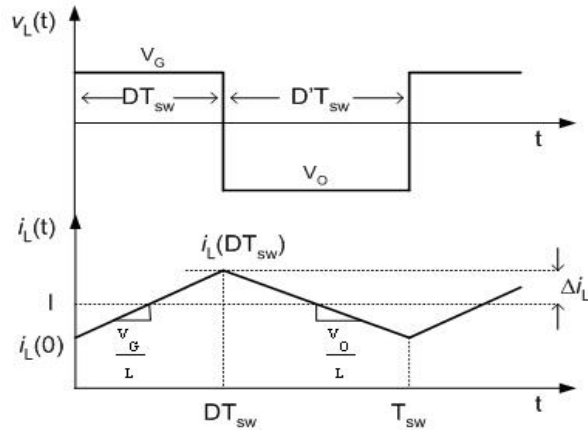 v_L(t)
V_G
DT_sw
D'T_sw
t
V_O
i_L(t)
i_L(DT_sw)
Δi_L
I
i_L(0)
V_G
L
V_O
L
t
DT_sw
T_sw